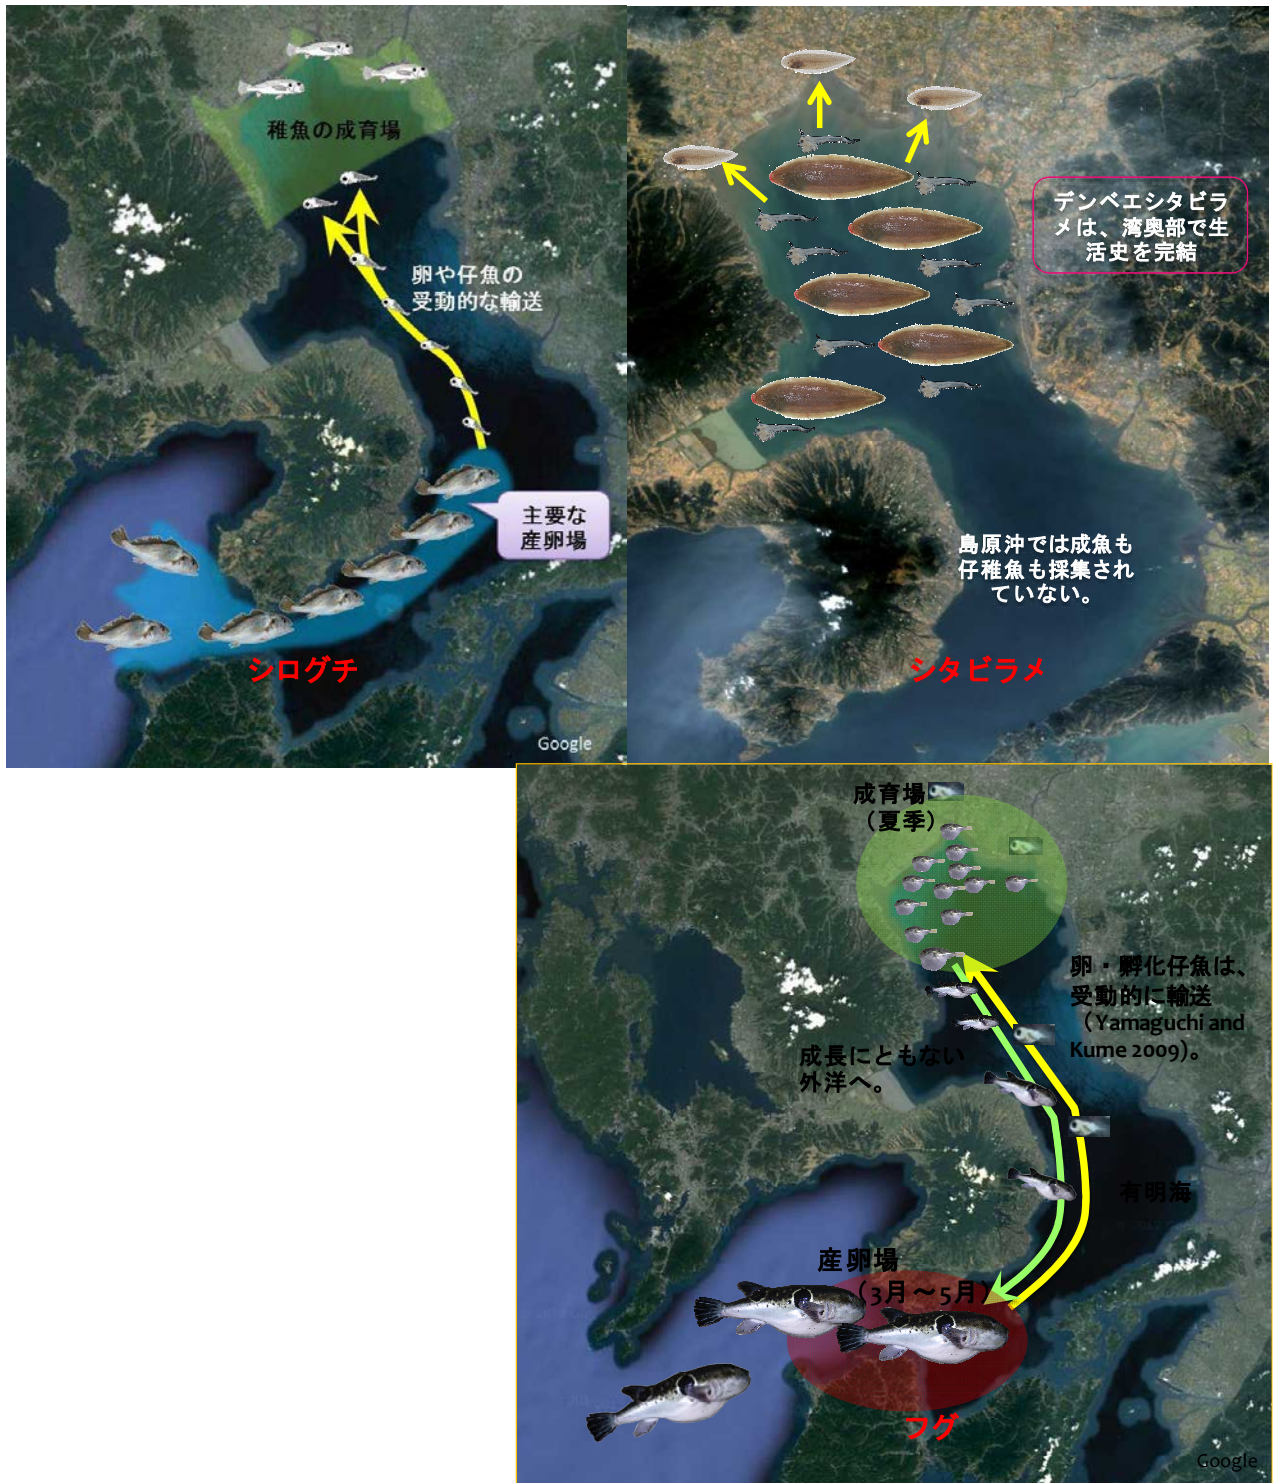 稚魚の成育場
卵や仔魚の
受動的な輸送
主要な
産卵場
シログチ
Google
デンベエシタビラ
メは、湾奥部で生
活史を完結
島原沖では成魚も
仔稚魚も採集され
ていない。
シタビラメ
成育場
（夏季）
卵・孵化仔魚は、
受動的に輸送
（Yamaguchi and
Kume 2009)。
成長にともない
外洋へ。
有明海
産卵場
（3月～5月）
フグ
Google